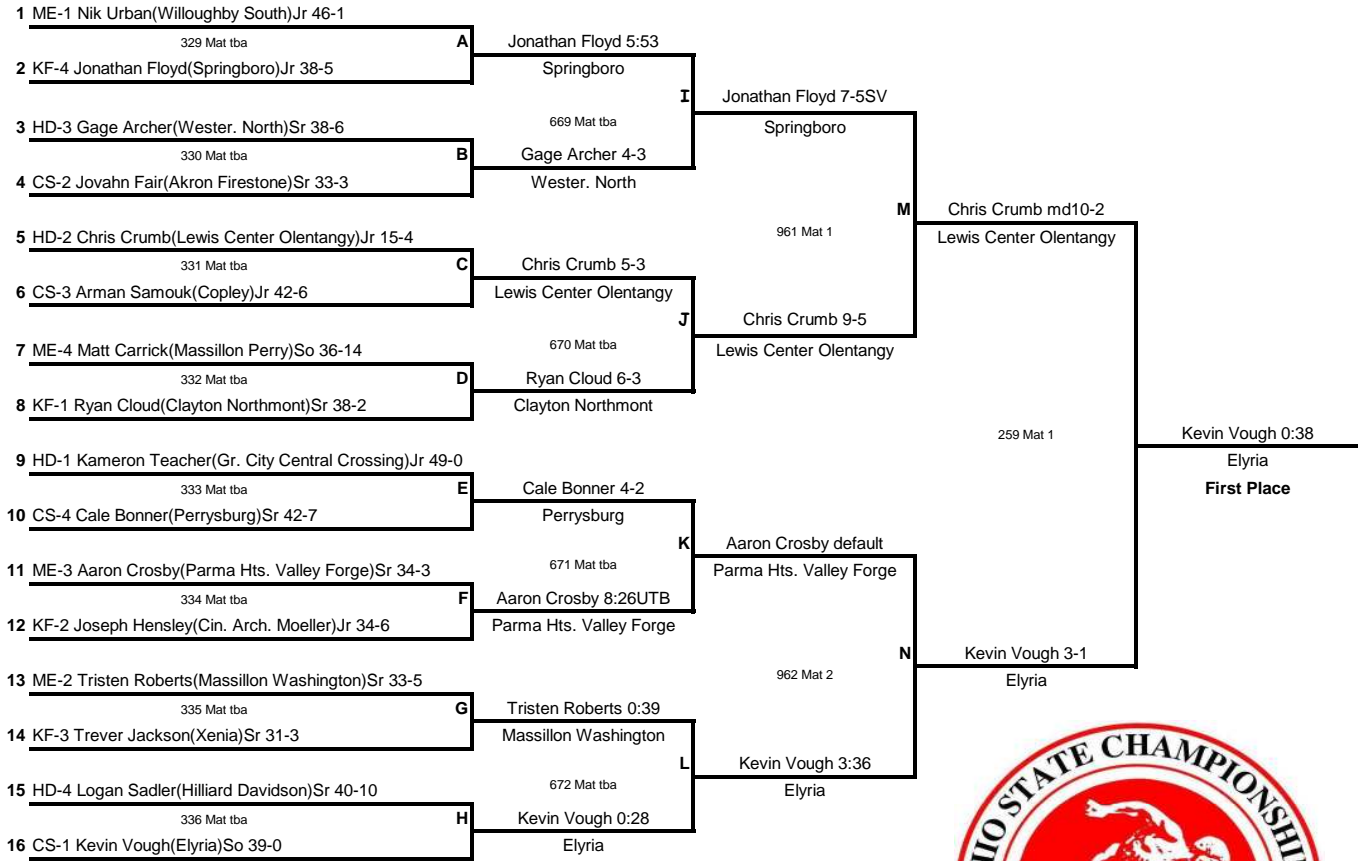 1 ME-1 Nik Urban(Willoughby South)Jr 46-1
329 Mat tba
A
2 KF-4 Jonathan Floyd(Springboro)Jr 38-5
3 HD-3 Gage Archer(Wester. North)Sr 38-6
330 Mat tba
B
4 CS-2 Jovahn Fair(Akron Firestone)Sr 33-3
5 HD-2 Chris Crumb(Lewis Center Olentangy)Jr 15-4
331 Mat tba
C
6 CS-3 Arman Samouk(Copley)Jr 42-6
7 ME-4 Matt Carrick(Massillon Perry)So 36-14
332 Mat tba
D
8 KF-1 Ryan Cloud(Clayton Northmont)Sr 38-2
9 HD-1 Kameron Teacher(Gr. City Central Crossing)Jr 49-0
333 Mat tba
E
10 CS-4 Cale Bonner(Perrysburg)Sr 42-7
11 ME-3 Aaron Crosby(Parma Hts. Valley Forge)Sr 34-3
334 Mat tba
F
12 KF-2 Joseph Hensley(Cin. Arch. Moeller)Jr 34-6
13 ME-2 Tristen Roberts(Massillon Washington)Sr 33-5
335 Mat tba
G
14 KF-3 Trever Jackson(Xenia)Sr 31-3
15 HD-4 Logan Sadler(Hilliard Davidson)Sr 40-10
336 Mat tba
H
16 CS-1 Kevin Vough(Elyria)So 39-0
Jonathan Floyd 5:53
Springboro
I
669 Mat tba
Gage Archer 4-3
Wester. North
Chris Crumb 5-3
Lewis Center Olentangy
J
670 Mat tba
Ryan Cloud 6-3
Clayton Northmont
Cale Bonner 4-2
Perrysburg
K
671 Mat tba
Aaron Crosby 8:26UTB
Parma Hts. Valley Forge
Tristen Roberts 0:39
Massillon Washington
L
672 Mat tba
Kevin Vough 0:28
Elyria
Jonathan Floyd 7-5SV
Springboro
M
961 Mat 1
Chris Crumb 9-5
Lewis Center Olentangy
Aaron Crosby default
Parma Hts. Valley Forge
N
962 Mat 2
Kevin Vough 3:36
Elyria
Chris Crumb md10-2
Lewis Center Olentangy
259 Mat 1
Kevin Vough 3-1
Elyria
Kevin Vough 0:38
Elyria
First Place
STATE